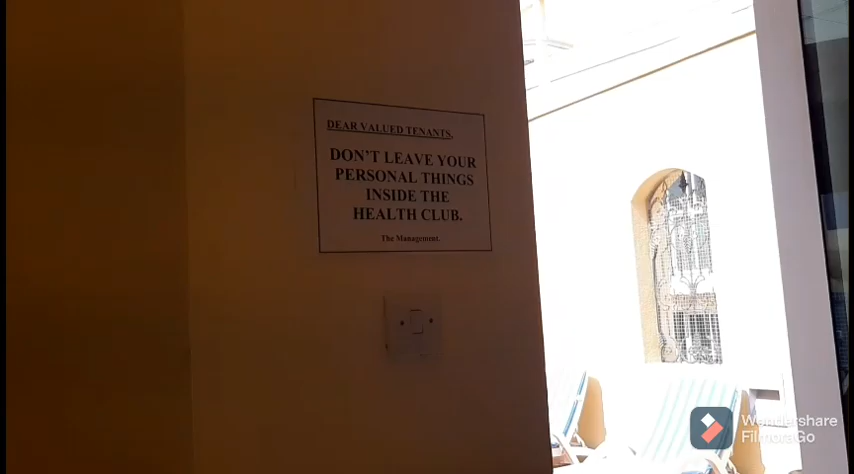 DEAR VALUED TENANTS,
DON'T LEAVE YOUR
PERSONAL THINGS
INSIDE THE
HEALTH CLUB.
The Management.
Wondershare
FilmoraGo